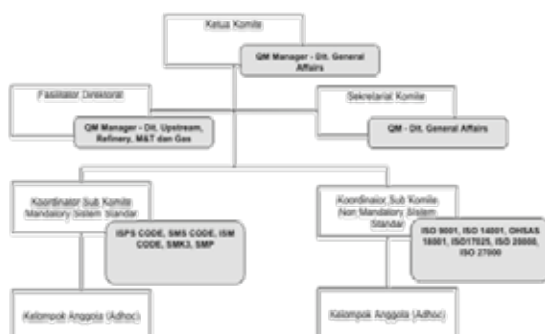 Ketua Komite
QM Manager - Dit. General
Affairs
Fasilitator Direktorat
Sekretariat Komite
QM Manager - Dit. Upstream,
Refinery, M&T dan Gas
QM - Dit. General Affairs
Koordinator Sub Komite
Mandatory Sistem Standar
Koordinator Sub Komite
Non Mandatory Sistem
Standar
ISPS CODE, SMS CODE, ISM
CODE, SMK3, SMP
ISO 9001, ISO 14001, OHSAS
18001, ISO17025, ISO 20000,
ISO 27000
Kelompok Anggota (Adhoc)
Kelompok Anggota (Adhoc)